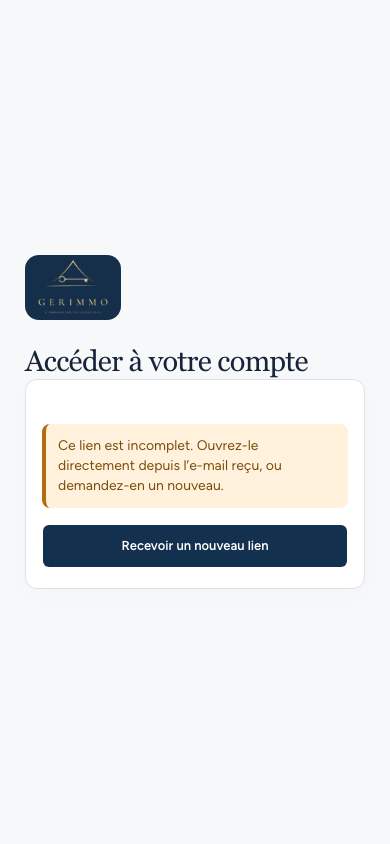 GERIMMO
Accéder à votre compte
Ce lien est incomplet. Ouvrez-le
directement depuis l'e-mail reçu, ou
demandez-en un nouveau.
Recevoir un nouveau lien